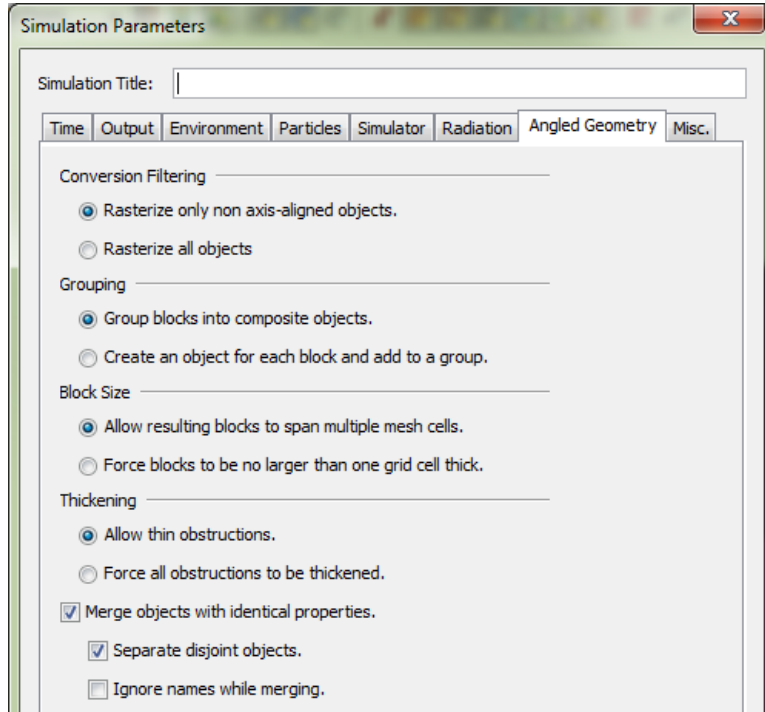 Simulation Parameters
Simulation Title:
Time Output Environment Particles Simulator Radiation Angled Geometry Misc.
Conversion Filtering
Rasterize only non axis-aligned objects.
Rasterize all objects
Grouping
Group blocks into composite objects.
Create an object for each block and add to a group.
Block Size
Allow resulting blocks to span multiple mesh cells.
Force blocks to be no larger than one grid cell thick.
Thickening
Allow thin obstructions.
Force all obstructions to be thickened.
Merge objects with identical properties.
Separate disjoint objects.
Ignore names while merging.